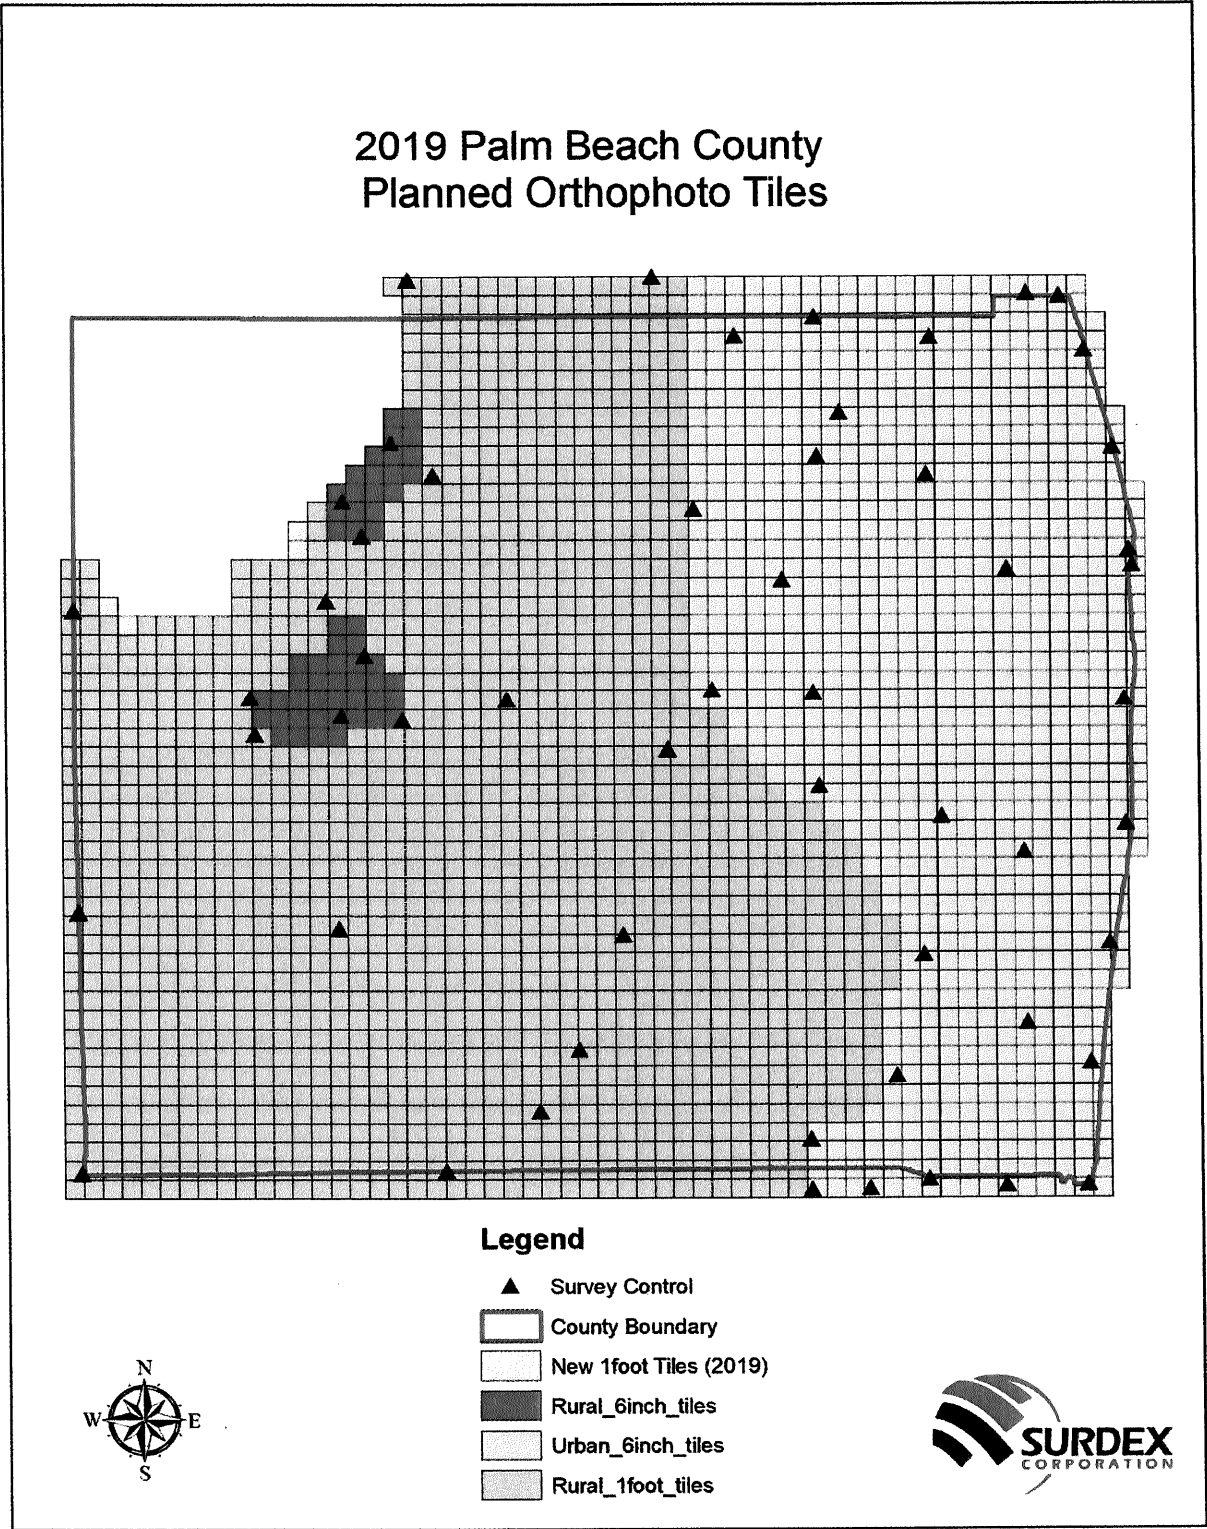 2019 Palm Beach County
Planned Orthophoto Tiles
Legend
Survey Control
County Boundary
New 1foot Tiles (2019)
Rural_6inch_tiles
Urban_6inch_tiles
Rural_1foot_tiles
N
W E
S
SURDEX
CORPORATION